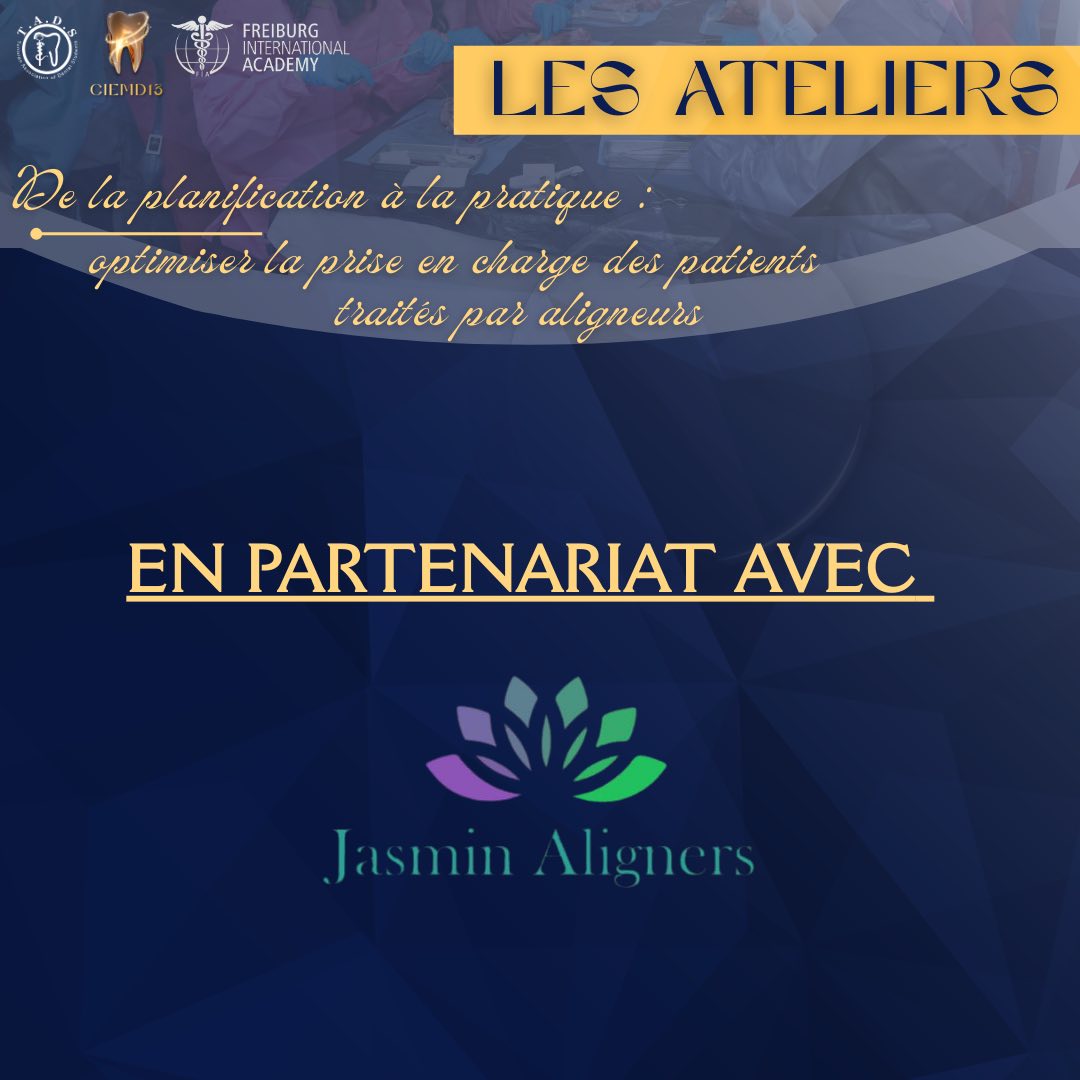 T.A.D.S
CIEMD13
FREIBURG
INTERNATIONAL
ACADEMY
LES ATELIERS
De la planification à la pratique :
optimiser la prise en charge des patients
traités par aligneurs
EN PARTENARIAT AVEC
Jasmin Aligners